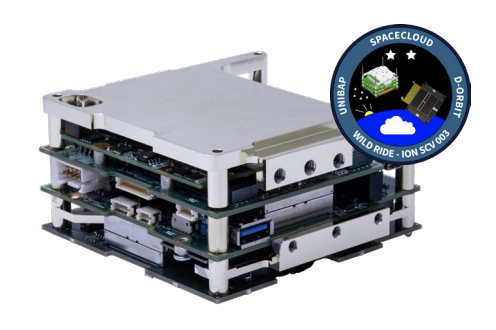 SPACECLOUD
UNIBAP
D-ORBIT
WILD RIDE - ION SCV 003